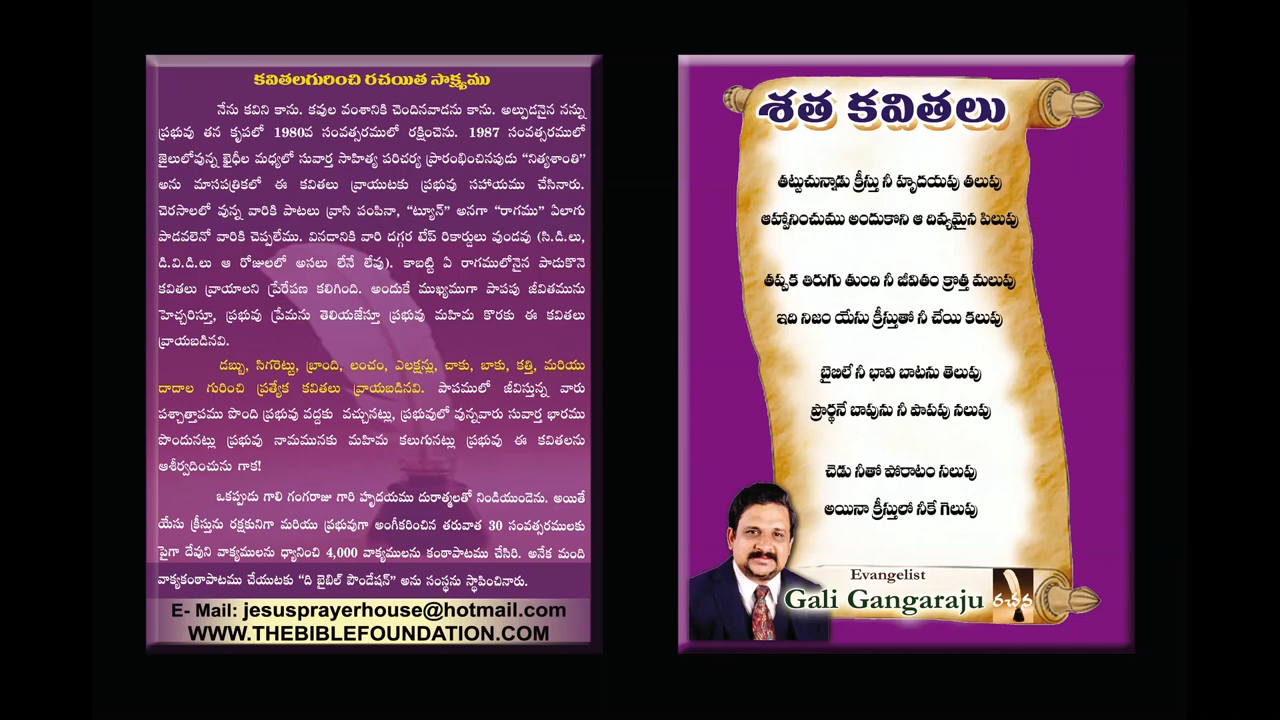 కవితలగురించి రచయిత సాక్ష్యము
నేను కవిని కాను. కవుల వంశానికి చెందినవాడను కాను. అల్పుడనైన నన్ను
ప్రభువు తన కృపలో 1980వ సంవత్సరములో రక్షించెను. 1987 సంవత్సరములో
జైలులోవున్న ఖైధీల మధ్యలో సువార్త సాహిత్య పరిచర్య ప్రారంభించినపుడు “నిత్యశాంతి”
అను మాసపత్రికలో ఈ కవితలు వ్రాయుటకు ప్రభువు సహాయము చేసినారు.
చెరసాలలో వున్న వారికి పాటలు వ్రాసి పంపినా, “ట్యూన్” అనగా “రాగము” ఏలాగు
పాడవలెనో వారికి చెప్పలేము. వినడానికి వారి దగ్గర టేప్ రికార్డులు వుండవు (సి.డి.లు,
డి.వి.డి.లు ఆ రోజులలో అసలు లేనే లేవు). కాబట్టి ఏ రాగములోనైన పాడుకొనె
కవితలు వ్రాయాలని ప్రేరేపణ కలిగింది. అందుకే ముఖ్యముగా పాపపు జీవితమును
హెచ్చరిస్తూ, ప్రభువు ప్రేమను తెలియజేస్తూ ప్రభువు మహిమ కొరకు ఈ కవితలు
వ్రాయబడినవి.
డబ్బు, సిగరెట్టు, బ్రాంది, లంచం, ఎలక్షన్లు, చాకు, బాకు, కత్తి, మరియు
దాదాల గురించి ప్రత్యేక కవితలు వ్రాయబడినవి. పాపములో జీవిస్తున్న వారు
పశ్చాత్తాపము పొంది ప్రభువు వద్దకు వచ్చునట్లు, ప్రభువులో వున్నవారు సువార్త భారము
పొందునట్లు ప్రభువు నామమునకు మహిమ కలుగునట్లు ప్రభువు ఈ కవితలను
ఆశీర్వదించును గాక!
ఒకప్పడు గాలి గంగరాజు గారి హృదయము దురాత్మలతో నిండియుండెను. అయితే
యేసు క్రీస్తును రక్షకునిగా మరియు ప్రభువుగా అంగీకరించిన తరువాత 30 సంవత్సరములకు
పైగా దేవుని వాక్యములను ధ్యానించి 4,000 వాక్యములను కంఠాపాటము చేసిరి. అనేక మంది
వాక్యకంఠాపాటము చేయుటకు “ది బైబిల్ పౌండేషన్” అను సంస్థను స్థాపించినారు.
E- Mail: jesusprayerhouse@hotmail.com
WWW.THEBIBLEFOUNDATION.COM
శత కవితలు
తట్టుచున్నాడు క్రీస్తు నీ హృదయపు తలుపు
ఆహ్వానించుము అందుకొని ఆ దివ్యమైన పిలుపు
తప్పక తిరుగు తుంది నీ జీవితం క్రొత్త మలుపు
ఇది నిజం యేసు క్రీస్తుతో నీ చేయి కలుపు
బైబిలే నీ భావి బాటను తెలుపు
ప్రార్థనే బాపును నీ పాపపు నలుపు
చెడు నీతో పోరాటం సలుపు
అయినా క్రీస్తులో నీకే గెలుపు
Evangelist
Gali Gangaraju
రచన